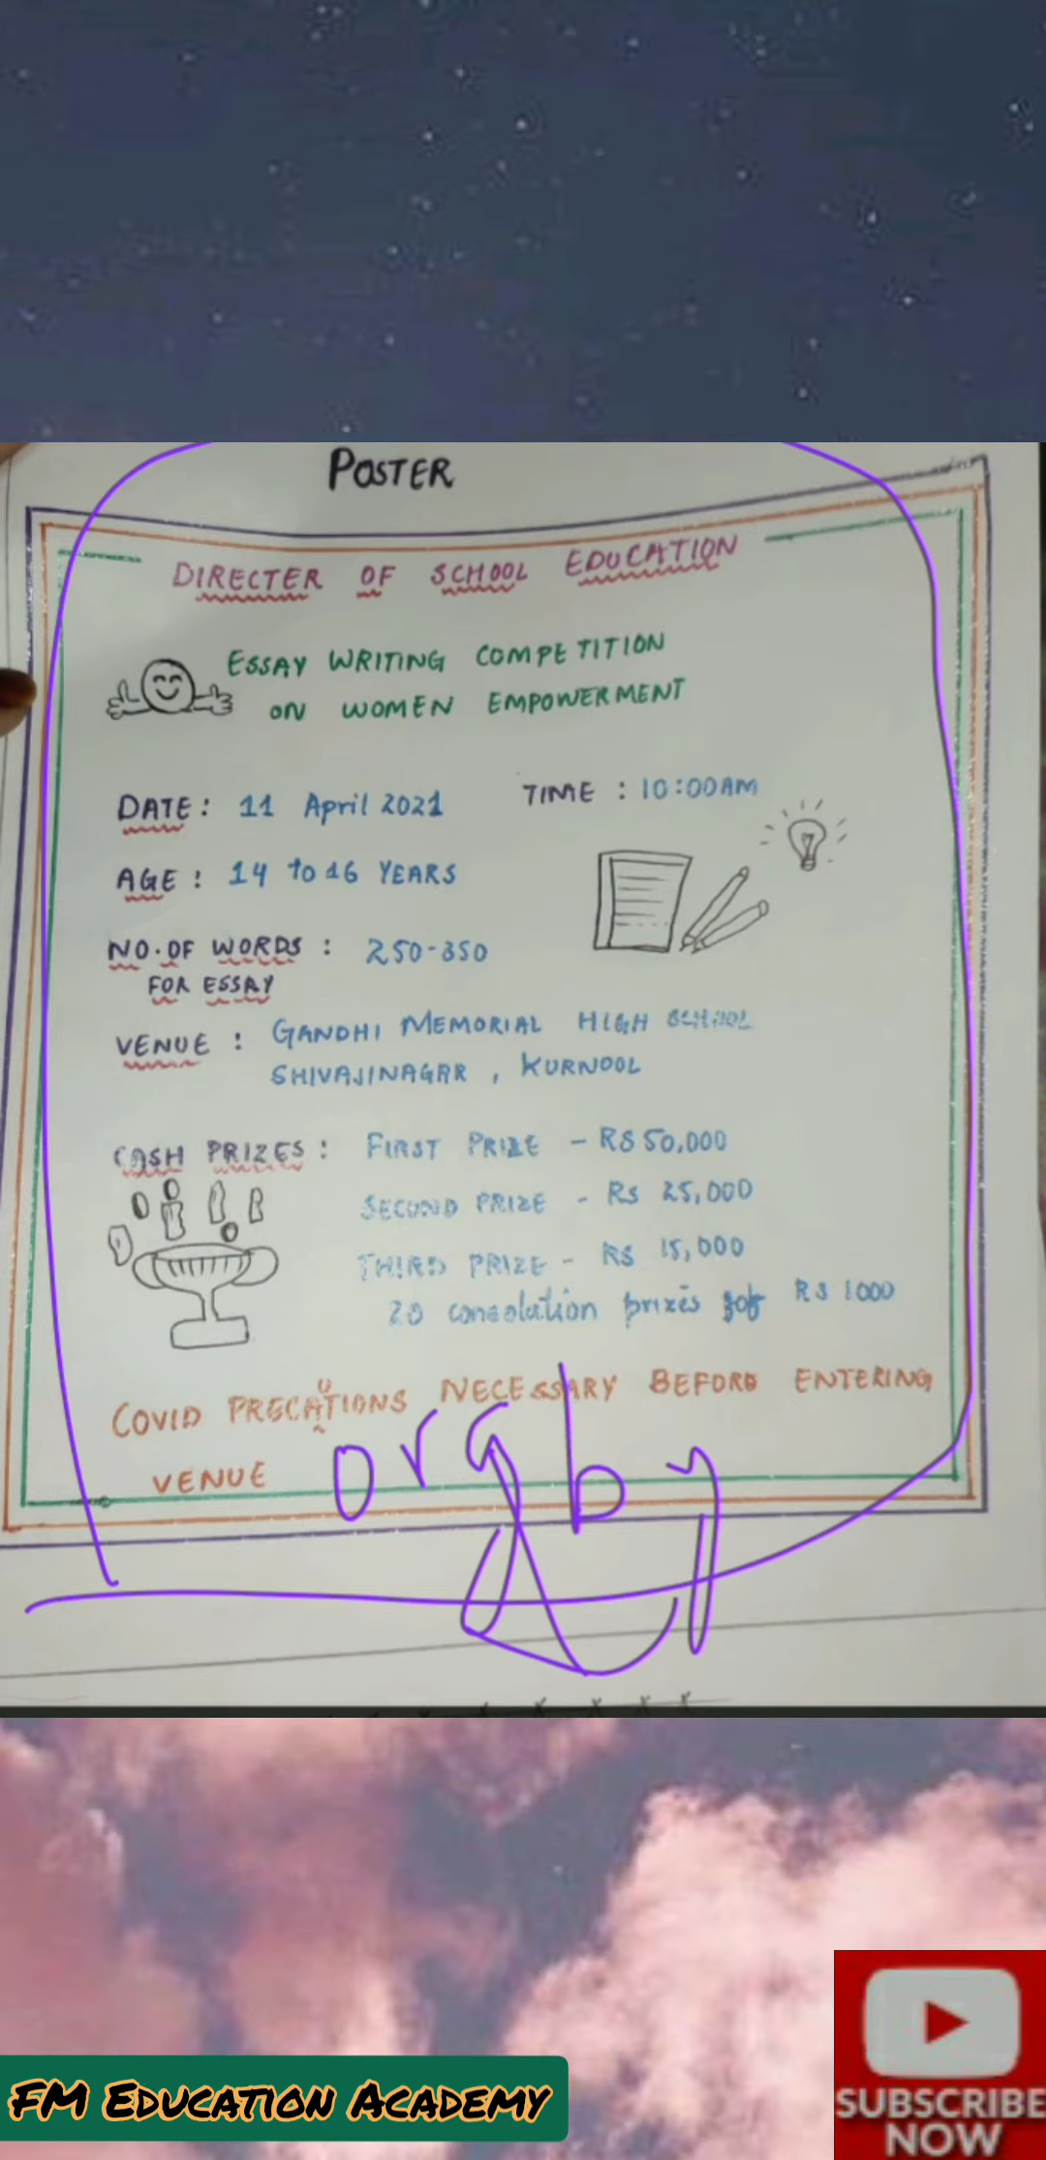 POSTER
DIRECTER OF SCHOOL EDUCATION
ESSAY WRITING COMPETITION
ON WOMEN EMPOWERMENT
DATE: 11 April 2021 TIME : 10:00AM
AGE : 14 to 16 YEARS
NO.OF WORDS : 250-350
FOR ESSAY
VENUE : GANDHI MEMORIAL HIGH SCHOOL
SHIVAJINAGAR , KURNOOL
CASH PRIZES : FIRST PRIZE - RS 50,000
SECOND PRIZE - Rs 25,000
THIRD PRIZE - RS 15,000
20 consolation prizes of RS 1000
COVID PRECAUTIONS NECESSARY BEFORE ENTERING
VENUE
org by
FM EDUCATION ACADEMY
SUBSCRIBE
NOW